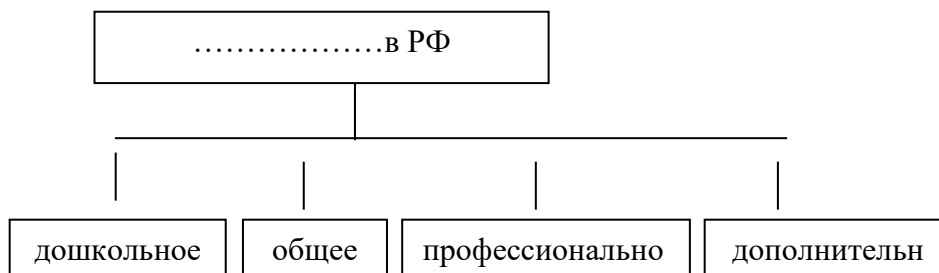 ………………в РФ
дошкольное
общее
профессионально
дополнительн